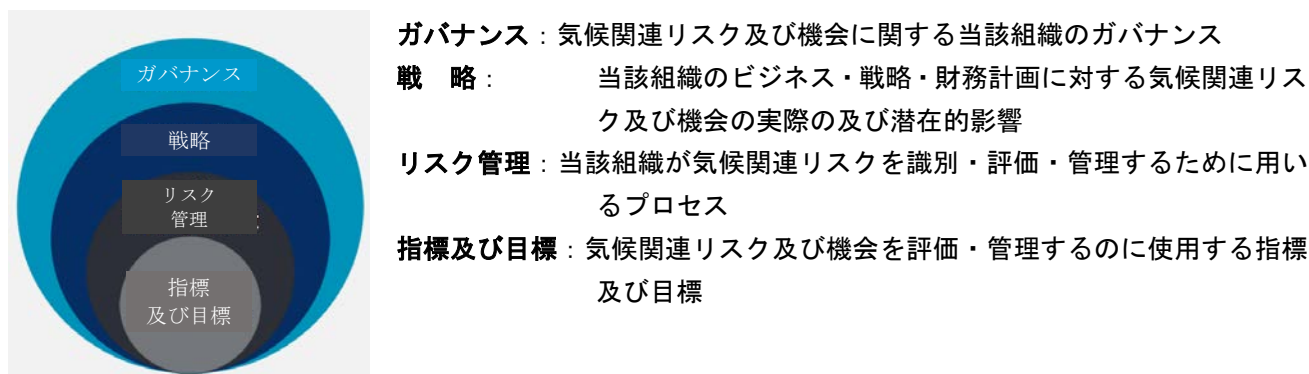 ガバナンス
戦略
リスク
管理
指標
及び目標
ガバナンス：気候関連リスク及び機会に関する当該組織のガバナンス
戦　略：　当該組織のビジネス・戦略・財務計画に対する気候関連リス
ク及び機会の実際の及び潜在的影響
リスク管理：当該組織が気候関連リスクを識別・評価・管理するために用い
るプロセス
指標及び目標：気候関連リスク及び機会を評価・管理するのに使用する指標
及び目標